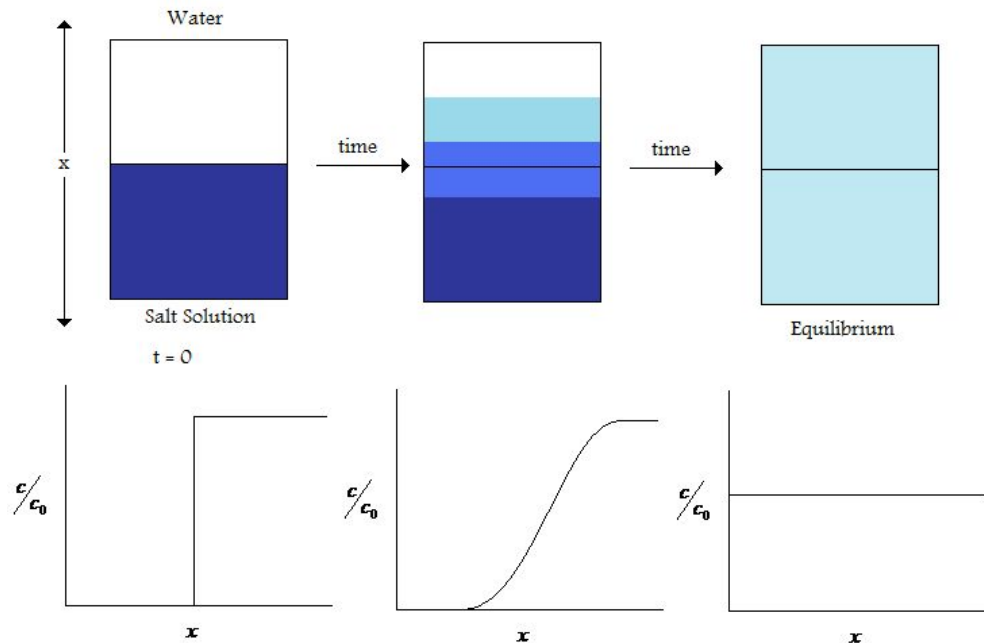 Water
x
time
time
Salt Solution
Equilibrium
t = 0
c/c0
c/c0
c/c0
x
x
x